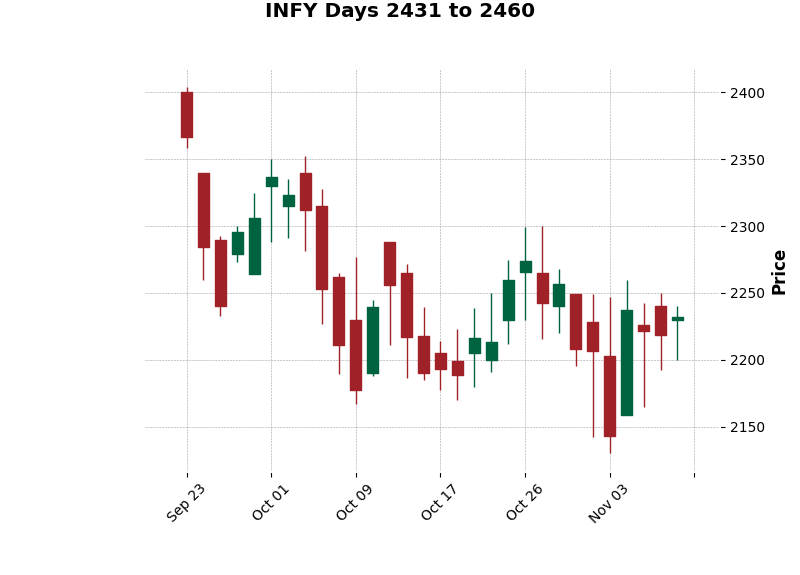 INFY Days 2431 to 2460
2400
2350
2300
2250
2200
2150
Price
Sep 23
Oct 01
Oct 09
Oct 17
Oct 26
Nov 03